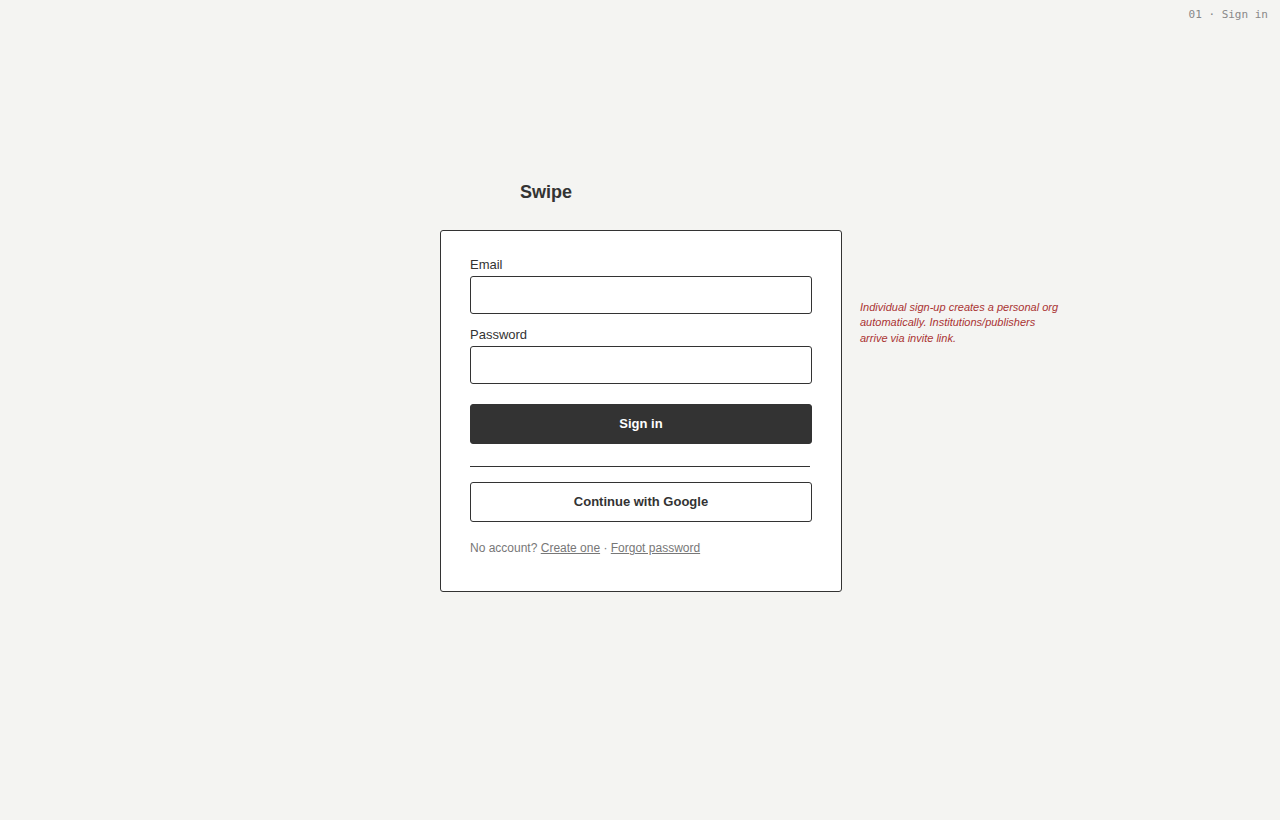 01 · Sign in
Swipe
Email
Individual sign-up creates a personal org
automatically. Institutions/publishers
arrive via invite link.
Password
Sign in
Continue with Google
No account? Create one · Forgot password